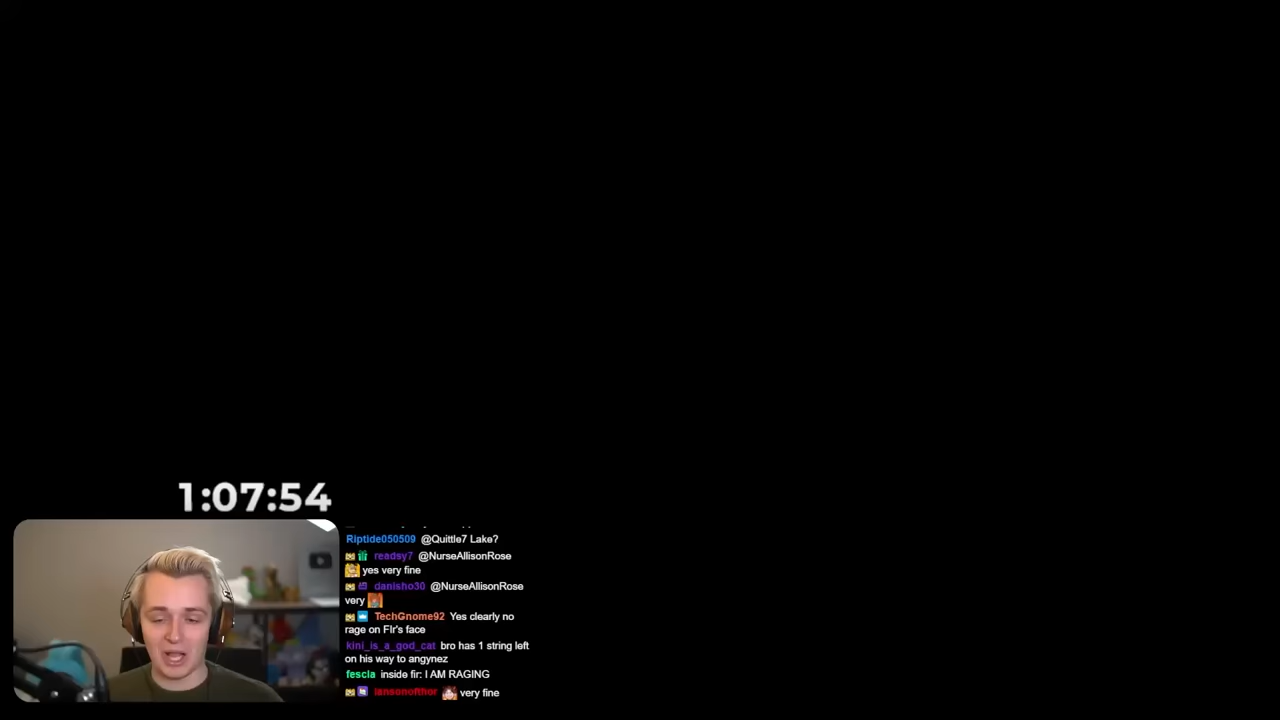 1:07:54
Riptide050509 @Quittle7 Lake?
readsy7 @NurseAllisonRose
yes very fine
danisho30 @NurseAllisonRose
very
TechGnome92 Yes clearly no
rage on FIr's face
kini_is_a_god_cat bro has 1 string left
on his way to angynez
fescla inside fir: I AM RAGING
iansonofthor very fine